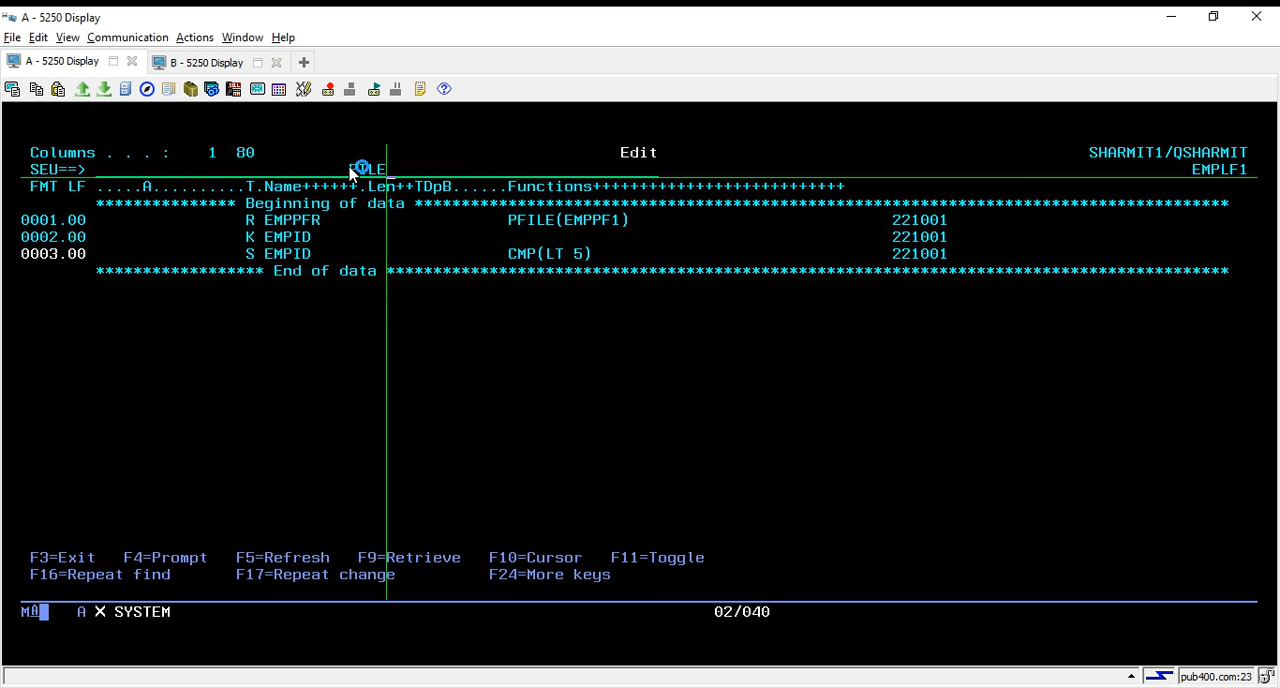 A - 5250 Display
File Edit View Communication Actions Window Help
A - 5250 Display B - 5250 Display
Columns . . . : 1 80 Edit SHARMIT1/QSHARMIT
SEU==> FILE EMPLF1
FMT LF .....A..........T.Name++++++.Len++TDpB......Functions+++++++++++++++++++++++++++
*************** Beginning of data ***************************************************************************************
0001.00 R EMPPFR PFILE(EMPPF1) 221001
0002.00 K EMPID 221001
0003.00 S EMPID CMP(LT 5) 221001
****************** End of data ******************************************************************************************
F3=Exit F4=Prompt F5=Refresh F9=Retrieve F10=Cursor F11=Toggle
F16=Repeat find F17=Repeat change F24=More keys
MA A X SYSTEM 02/040
pub400.com:23